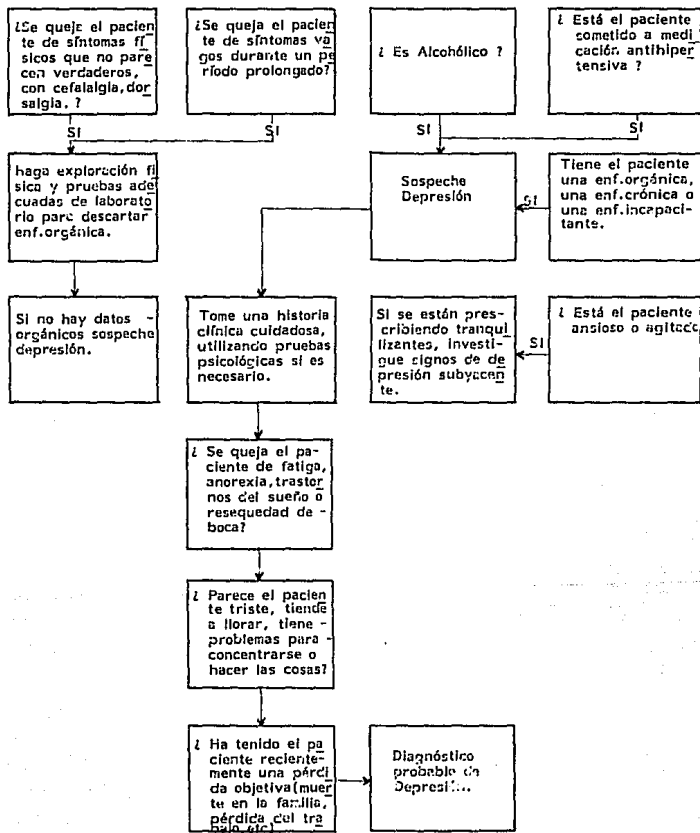 ¿Se queja el pacien
te de síntomas fí
sicos que no pare
cen verdaderos,
con cefalalgia,dor
salgia. ?
¿Se queja el pacien
te de síntomas va
gos durante un pe
ríodo prolongado?
¿ Es Alcohólico ?
¿ Está el paciente
sometido a medi
cación antihiper
tensiva ?
SI
SI
SI
SI
haga exploración fí
sica y pruebas ade
cuadas de laborato
rio para descartar
enf.orgánica.
Sospeche
Depresión
SI
Tiene el paciente
una enf.orgánica,
una enf.crónica o
una enf.incapaci-
tante.
Si no hay datos -
orgánicos sospeche
depresión.
Tome una historia
clínica cuidadosa,
utilizando pruebas
psicológicas si es
necesario.
Si se están pres-
cribiendo tranqui
lizantes, investi-
gue signos de de
presión subyacen
te.
SI
¿ Está el paciente
ansioso o agitado
¿ Se queja el pa-
ciente de fatiga,
anorexia,trastor
nos del sueño o
resequedad de -
boca?
¿ Parece el pacien
te triste, tiende
a llorar, tiene -
problemas para -
concentrarse o
hacer las cosas?
¿ Ha tenido el pa
ciente reciente-
mente una pérdi
da objetiva(muer
te en la familia,
pérdida del tra
bajo,etc)
Diagnóstico
probable de
Depresión.